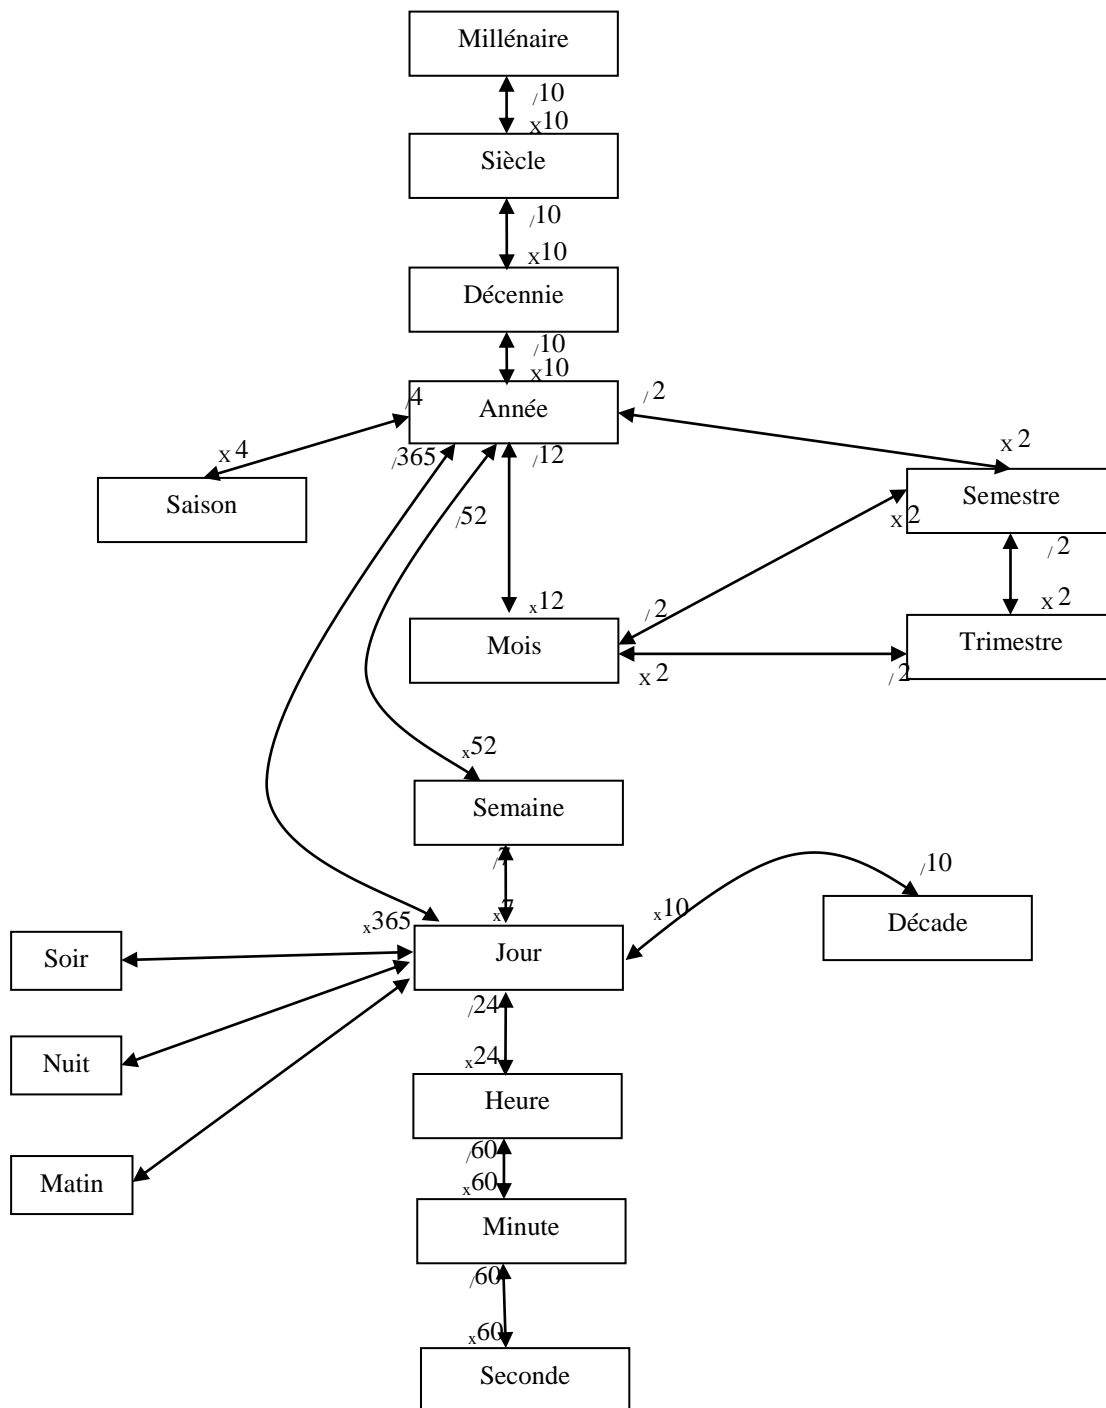 Millénaire
/10
x10
Siècle
/10
x10
Décennie
/10
x10
/4
Année
/2
x4
/365
/12
x2
Saison
Semestre
/52
x2
/2
x12
/2
x2
Mois
Trimestre
x2
/2
x52
Semaine
/7
/10
x7
x10
x365
Décade
Soir
Jour
/24
Nuit
x24
Heure
/60
Matin
x60
Minute
/60
x60
Seconde